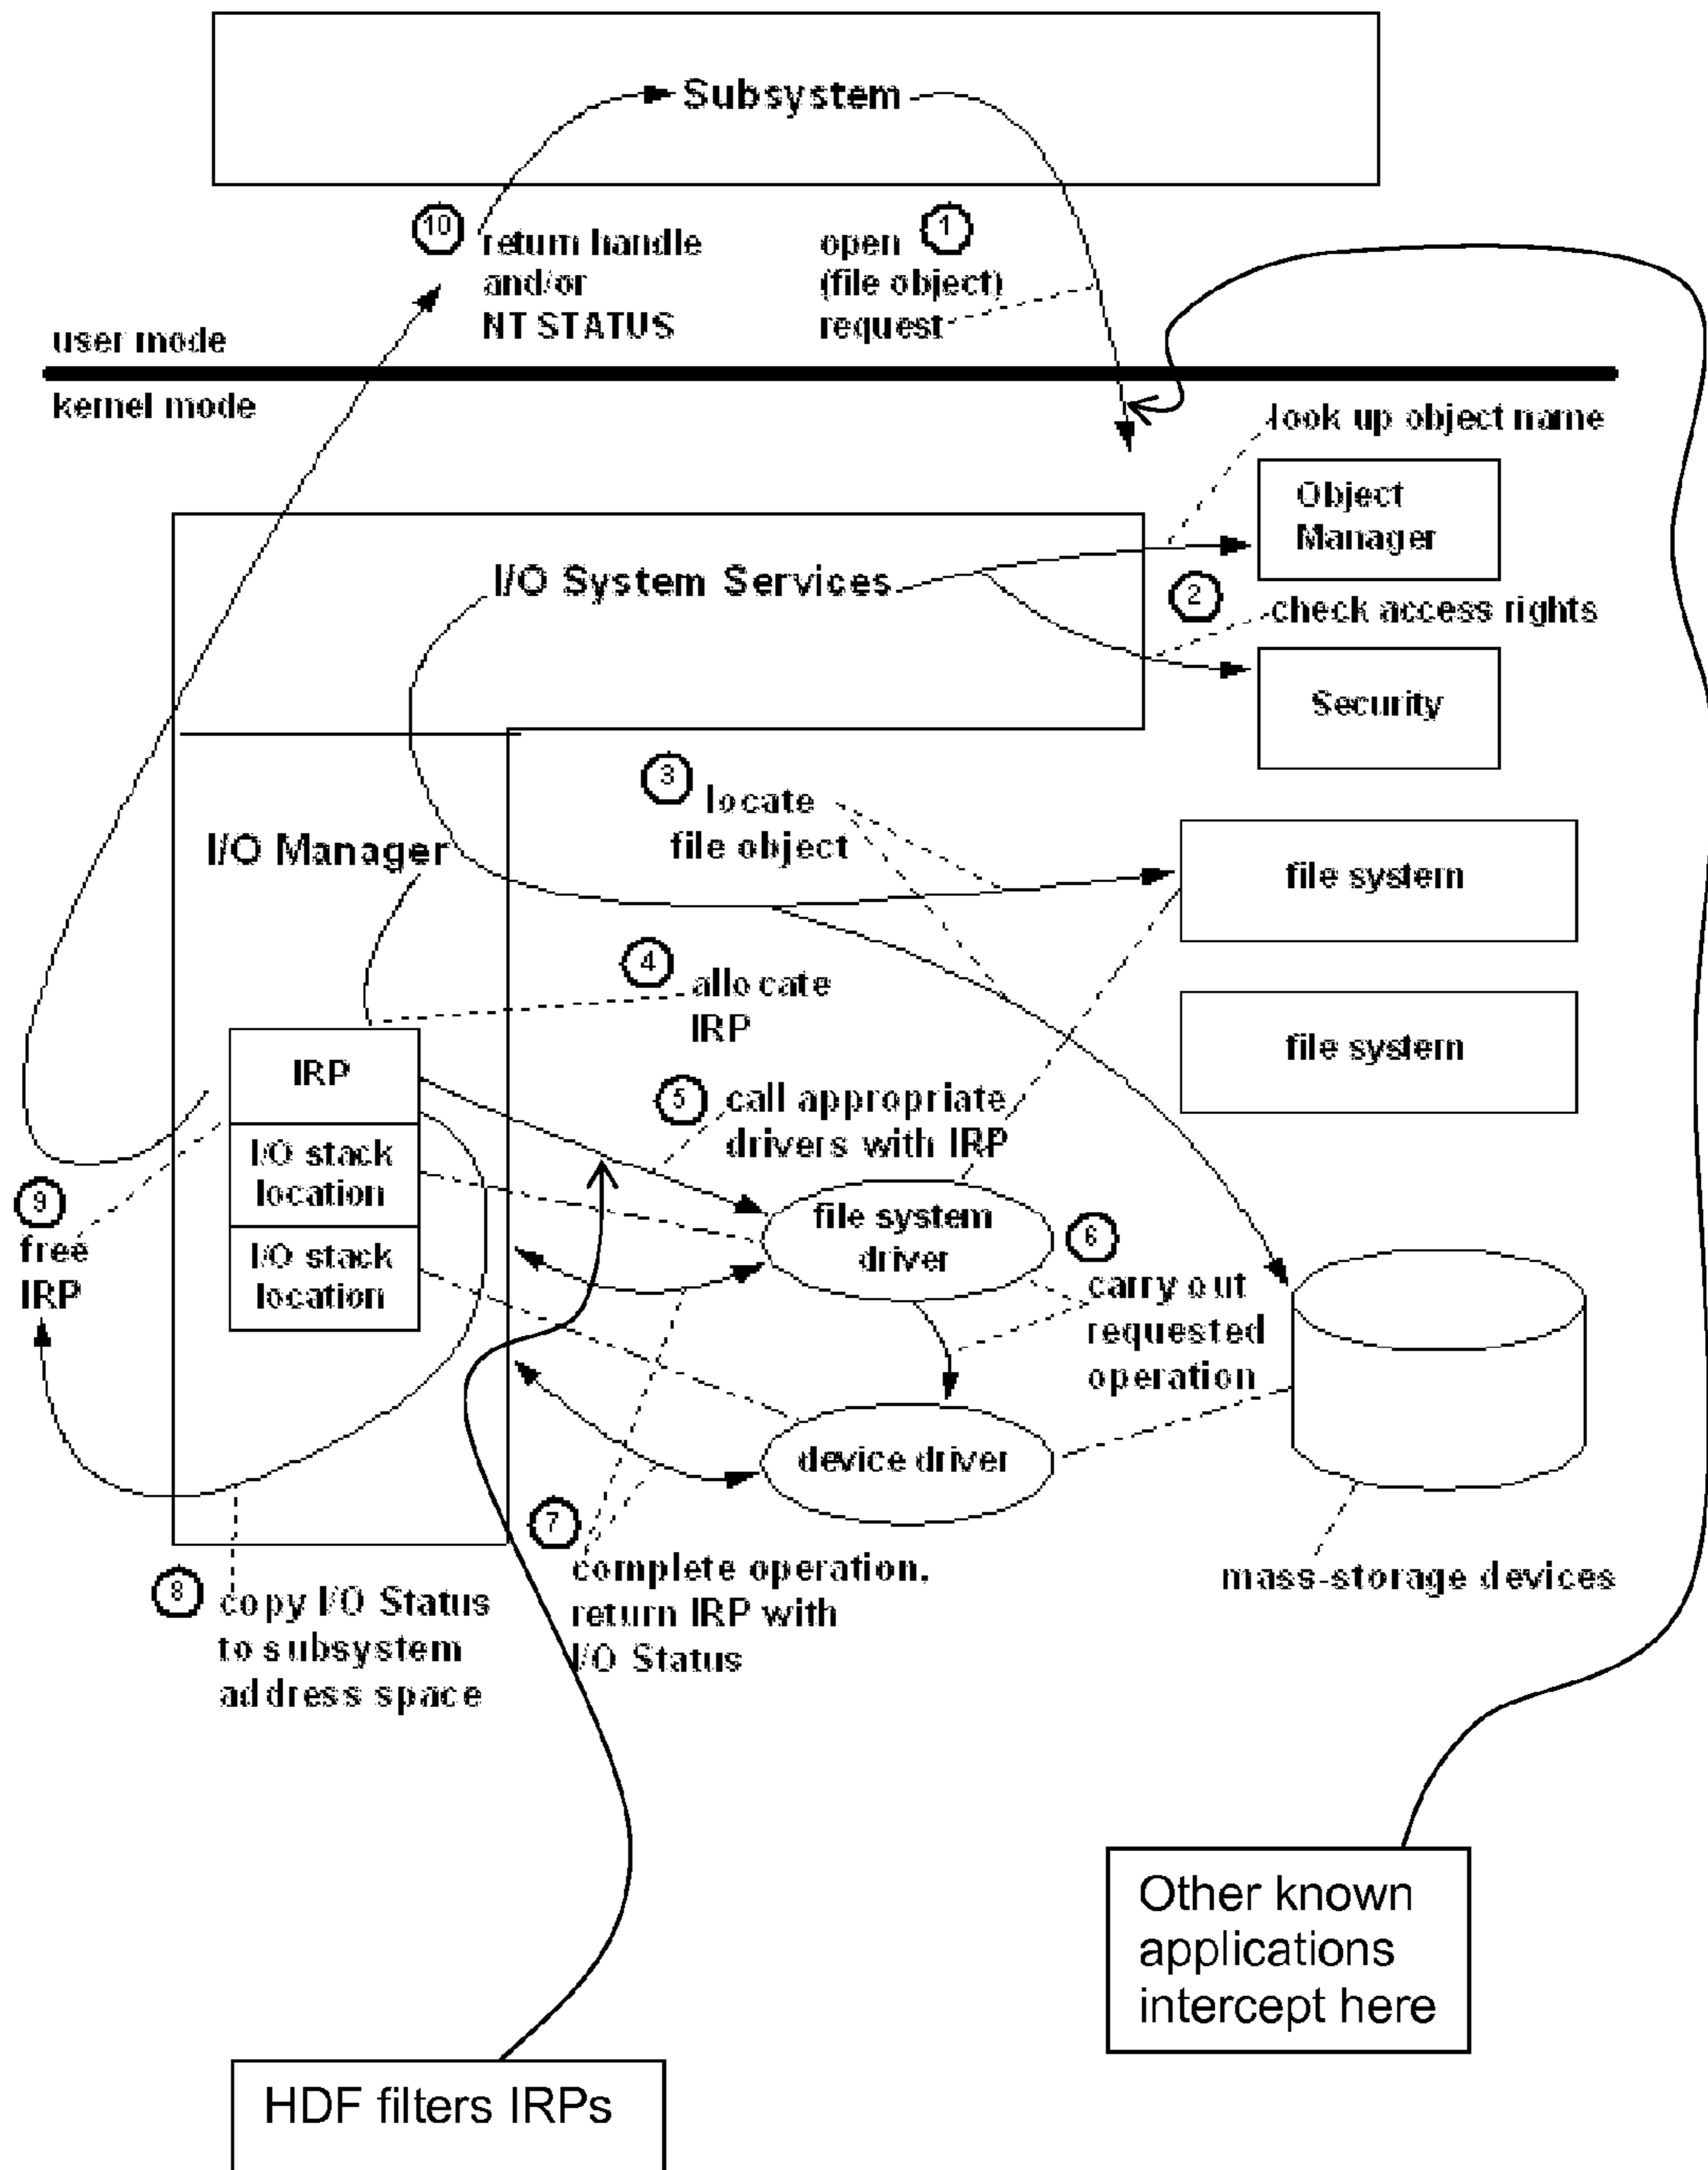 Subsystem
10
return handle
and/or
NT STATUS
1
open
(file object)
request
user mode
kernel mode
look up object name
Object
Manager
I/O System Services
2
check access rights
Security
3
locate
file object
I/O Manager
file system
4
allocate
IRP
file system
IRP
5
call appropriate
drivers with IRP
I/O stack
location
9
free
IRP
file system
driver
6
I/O stack
location
carry out
requested
operation
device driver
7
complete operation,
return IRP with
I/O Status
mass-storage devices
8
copy I/O Status
to subsystem
address space
Other known
applications
intercept here
HDF filters IRPs